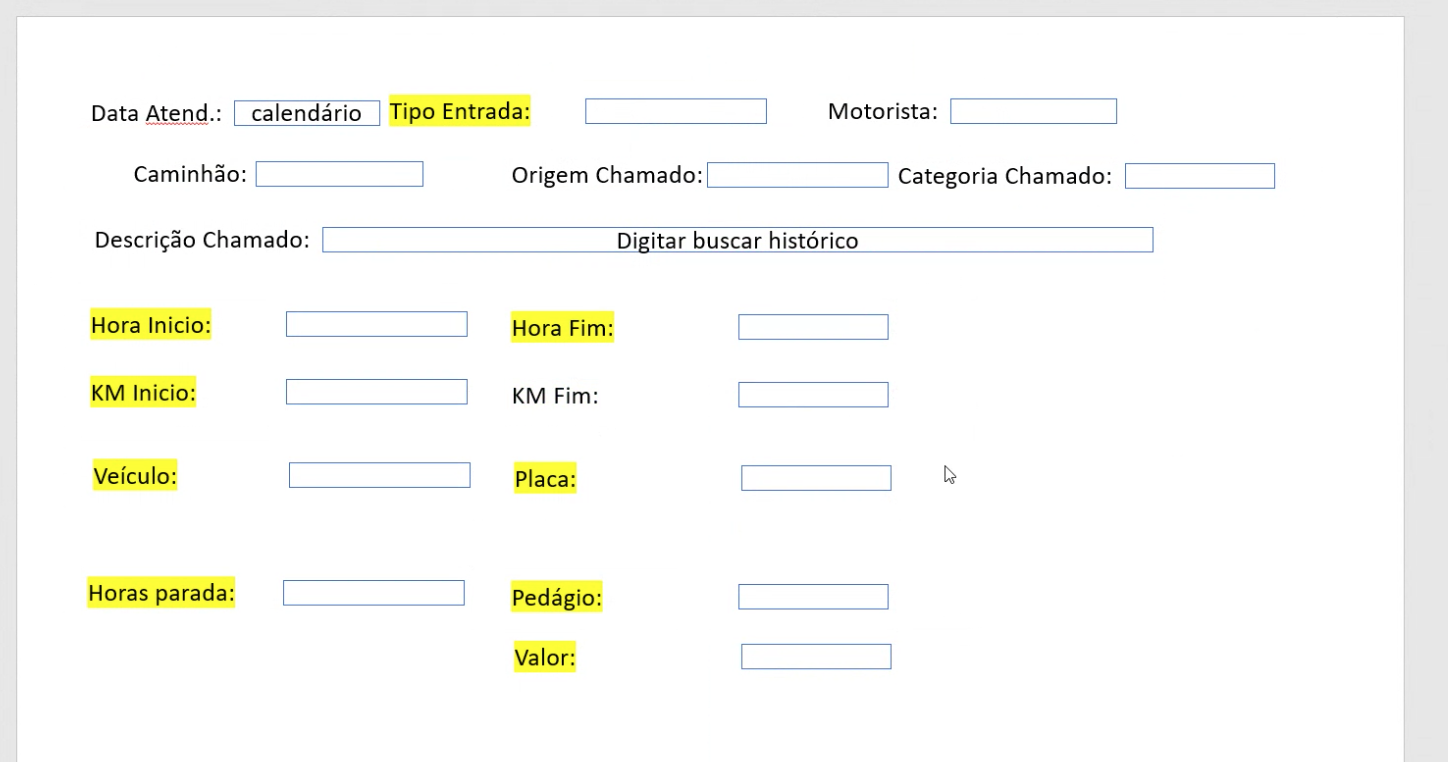 Data Atend.: calendário Tipo Entrada: Motorista:
Caminhão: Origem Chamado: Categoria Chamado:
Descrição Chamado: Digitar buscar histórico
Hora Inicio: Hora Fim:
KM Inicio: KM Fim:
Veículo: Placa:
Horas parada: Pedágio:
Valor: